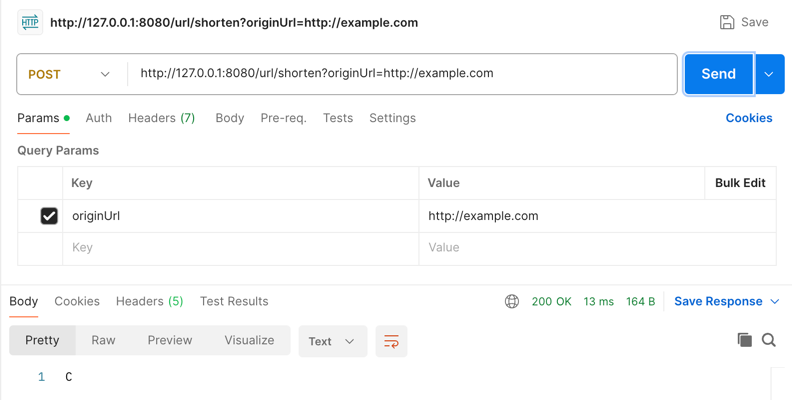 HTTP http://127.0.0.1:8080/url/shorten?originUrl=http://example.com Save
POST http://127.0.0.1:8080/url/shorten?originUrl=http://example.com Send
Params Auth Headers (7) Body Pre-req. Tests Settings Cookies
Query Params
Key Value Bulk Edit
originUrl http://example.com
Key Value
Body Cookies Headers (5) Test Results 200 OK 13 ms 164 B Save Response
Pretty Raw Preview Visualize Text
1 C